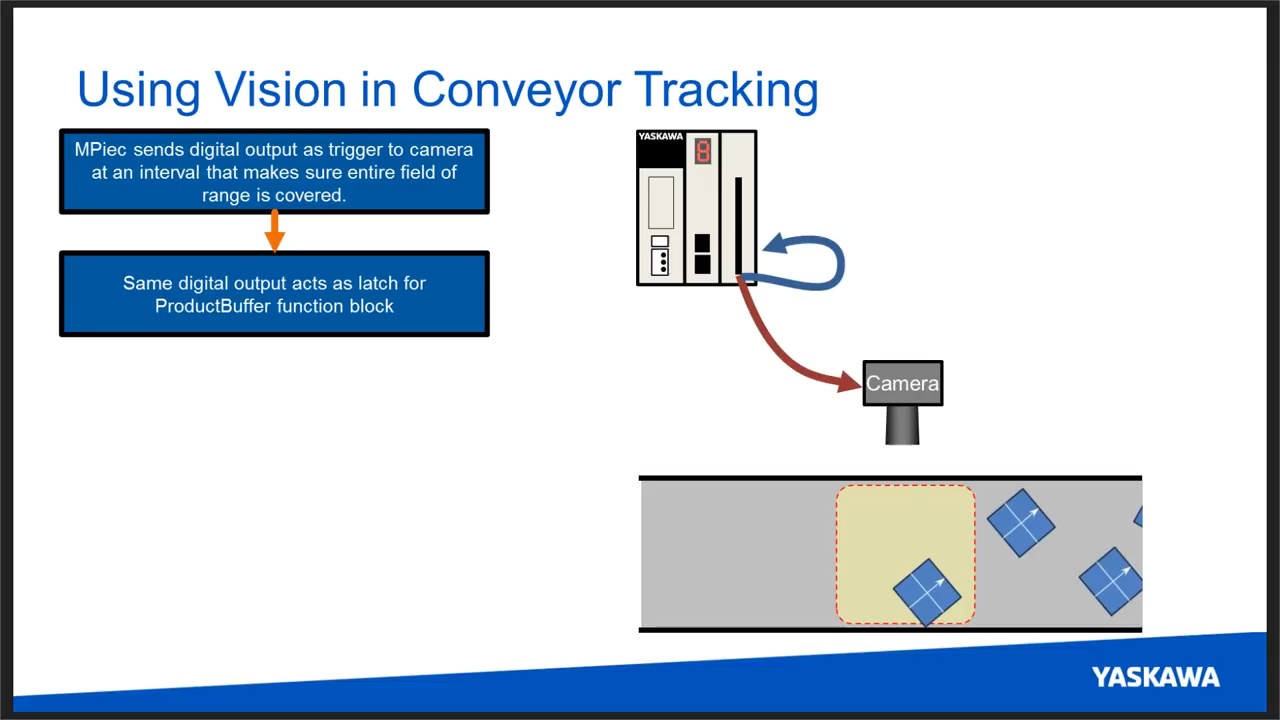 Using Vision in Conveyor Tracking
MPiec sends digital output as trigger to camera
at an interval that makes sure entire field of
range is covered.
Same digital output acts as latch for
ProductBuffer function block
YASKAWA
8
Camera
YASKAWA